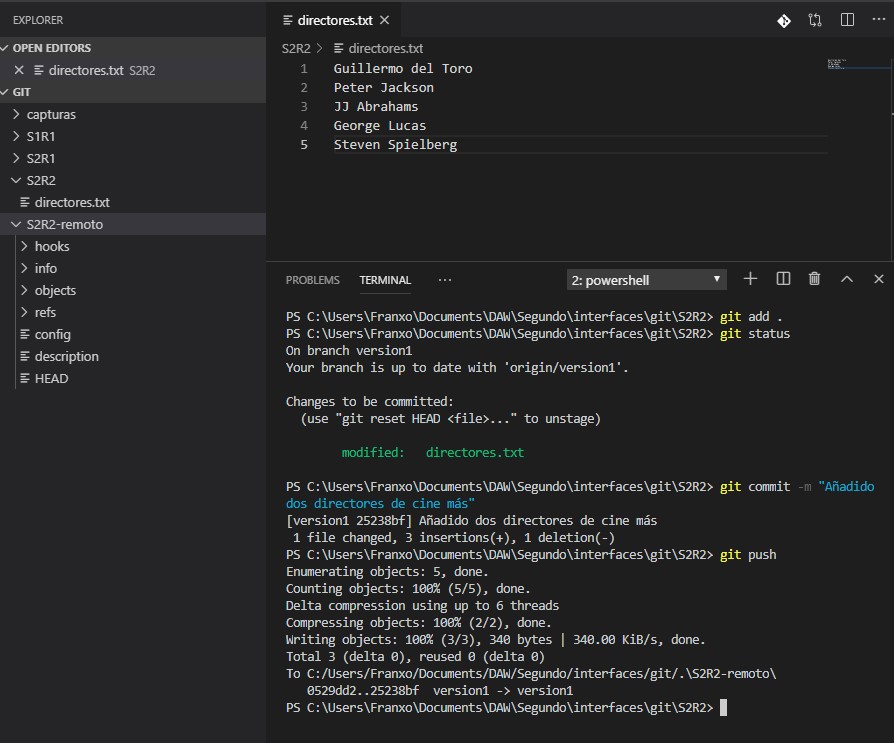 EXPLORER
OPEN EDITORS
directores.txt S2R2
GIT
capturas
S1R1
S2R1
S2R2
directores.txt
S2R2-remoto
hooks
info
objects
refs
config
description
HEAD
directores.txt
S2R2 > directores.txt
1 Guillermo del Toro
2 Peter Jackson
3 JJ Abrahams
4 George Lucas
5 Steven Spielberg
PROBLEMS TERMINAL ... 2: powershell
PS C:\Users\Franxo\Documents\DAW\Segundo\interfaces\git\S2R2> git add .
PS C:\Users\Franxo\Documents\DAW\Segundo\interfaces\git\S2R2> git status
On branch version1
Your branch is up to date with 'origin/version1'.
Changes to be committed:
(use "git reset HEAD <file>..." to unstage)
modified: directores.txt
PS C:\Users\Franxo\Documents\DAW\Segundo\interfaces\git\S2R2> git commit -m "Añadido
dos directores de cine más"
[version1 25238bf] Añadido dos directores de cine más
1 file changed, 3 insertions(+), 1 deletion(-)
PS C:\Users\Franxo\Documents\DAW\Segundo\interfaces\git\S2R2> git push
Enumerating objects: 5, done.
Counting objects: 100% (5/5), done.
Delta compression using up to 6 threads
Compressing objects: 100% (2/2), done.
Writing objects: 100% (3/3), 340 bytes | 340.00 KiB/s, done.
Total 3 (delta 0), reused 0 (delta 0)
To C:/Users/Franxo/Documents/DAW/Segundo/interfaces/git/.\S2R2-remoto\
0529dd2..25238bf version1 -> version1
PS C:\Users\Franxo\Documents\DAW\Segundo\interfaces\git\S2R2>